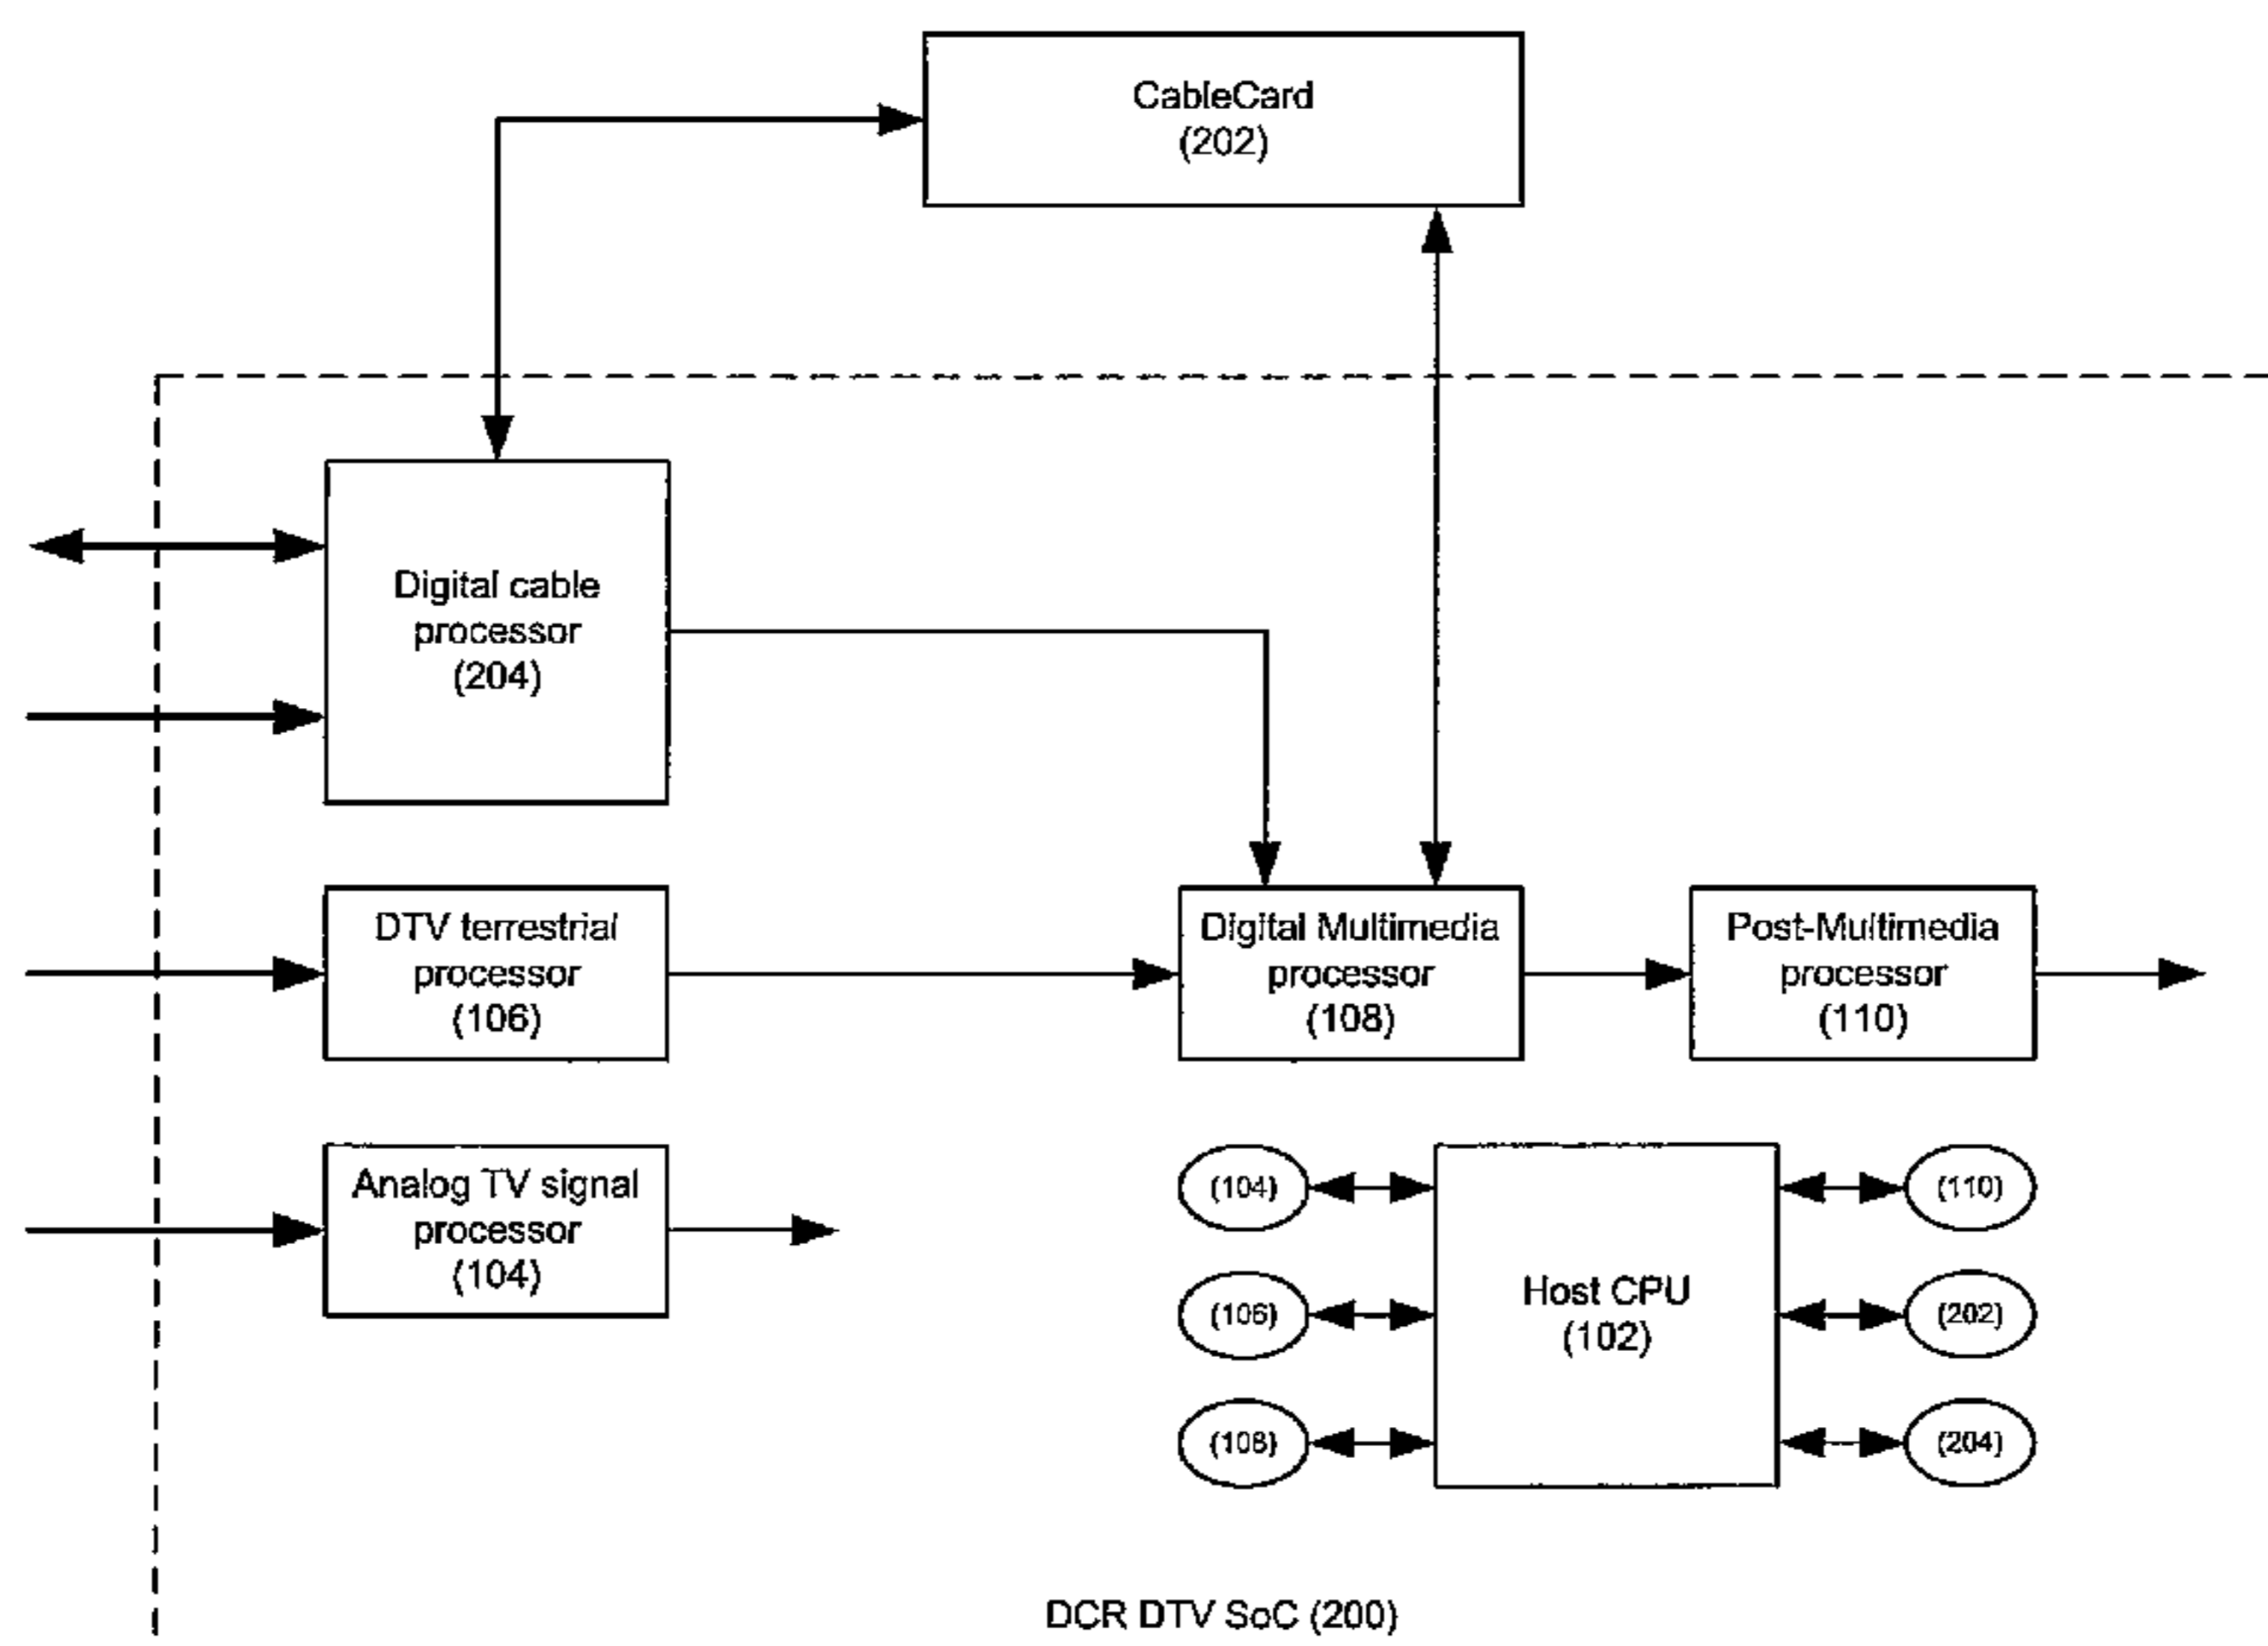 CableCard
(202)
Digital cable
processor
(204)
DTV terrestrial
processor
(106)
Digital Multimedia
processor
(108)
Post-Multimedia
processor
(110)
Analog TV signal
processor
(104)
(104)
(106)
(108)
Host CPU
(102)
(110)
(202)
(204)
DCR DTV SoC (200)